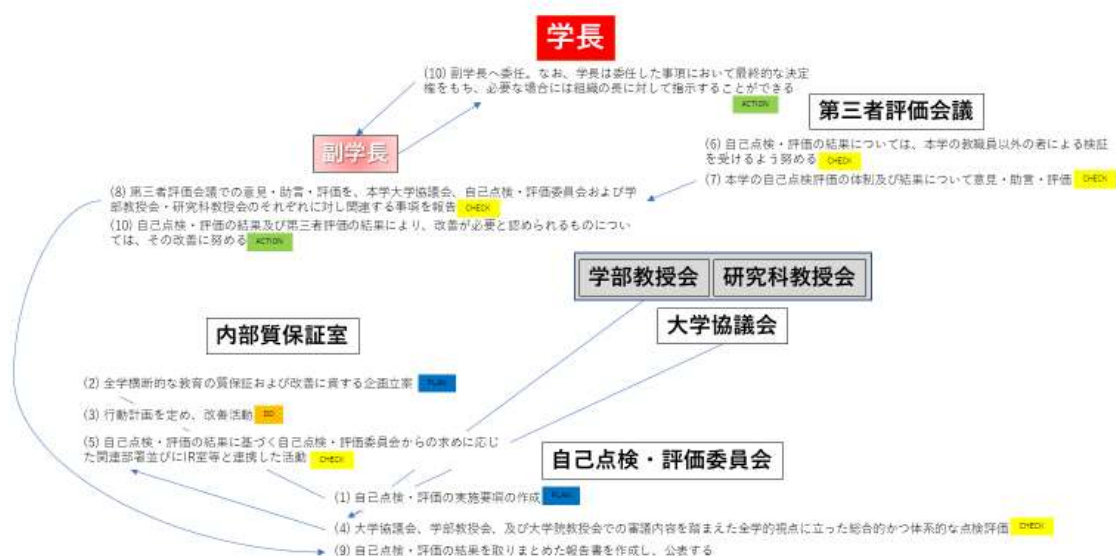 学長
(10) 副学長へ委任。なお、学長は委任した事項において最終的な決定
権をもち、必要な場合には組織の長に対して指示することができる
ACTION
第三者評価会議
(6) 自己点検・評価の結果については、本学の教職員以外の者による検証
を受けるよう努める CHECK
(7) 本学の自己点検評価の体制及び結果について意見・助言・評価 CHECK
副学長
(8) 第三者評価会議での意見・助言・評価を、本学大学協議会、自己点検・評価委員会および学
部教授会・研究科教授会のそれぞれに対し関連する事項を報告 CHECK
(10) 自己点検・評価の結果及び第三者評価の結果により、改善が必要と認められるものについ
ては、その改善に努める ACTION
学部教授会 研究科教授会
大学協議会
内部質保証室
(2) 全学横断的な教育の質保証および改善に資する企画立案 PLAN
(3) 行動計画を定め、改善活動 DO
(5) 自己点検・評価の結果に基づく自己点検・評価委員会からの求めに応じ
た関連部署並びにIR室等と連携した活動 CHECK
自己点検・評価委員会
(1) 自己点検・評価の実施要項の作成 PLAN
(4) 大学協議会、学部教授会、及び大学院教授会での審議内容を踏まえた全学的視点に立った総合的かつ体系的な点検評価 CHECK
(9) 自己点検・評価の結果を取りまとめた報告書を作成し、公表する